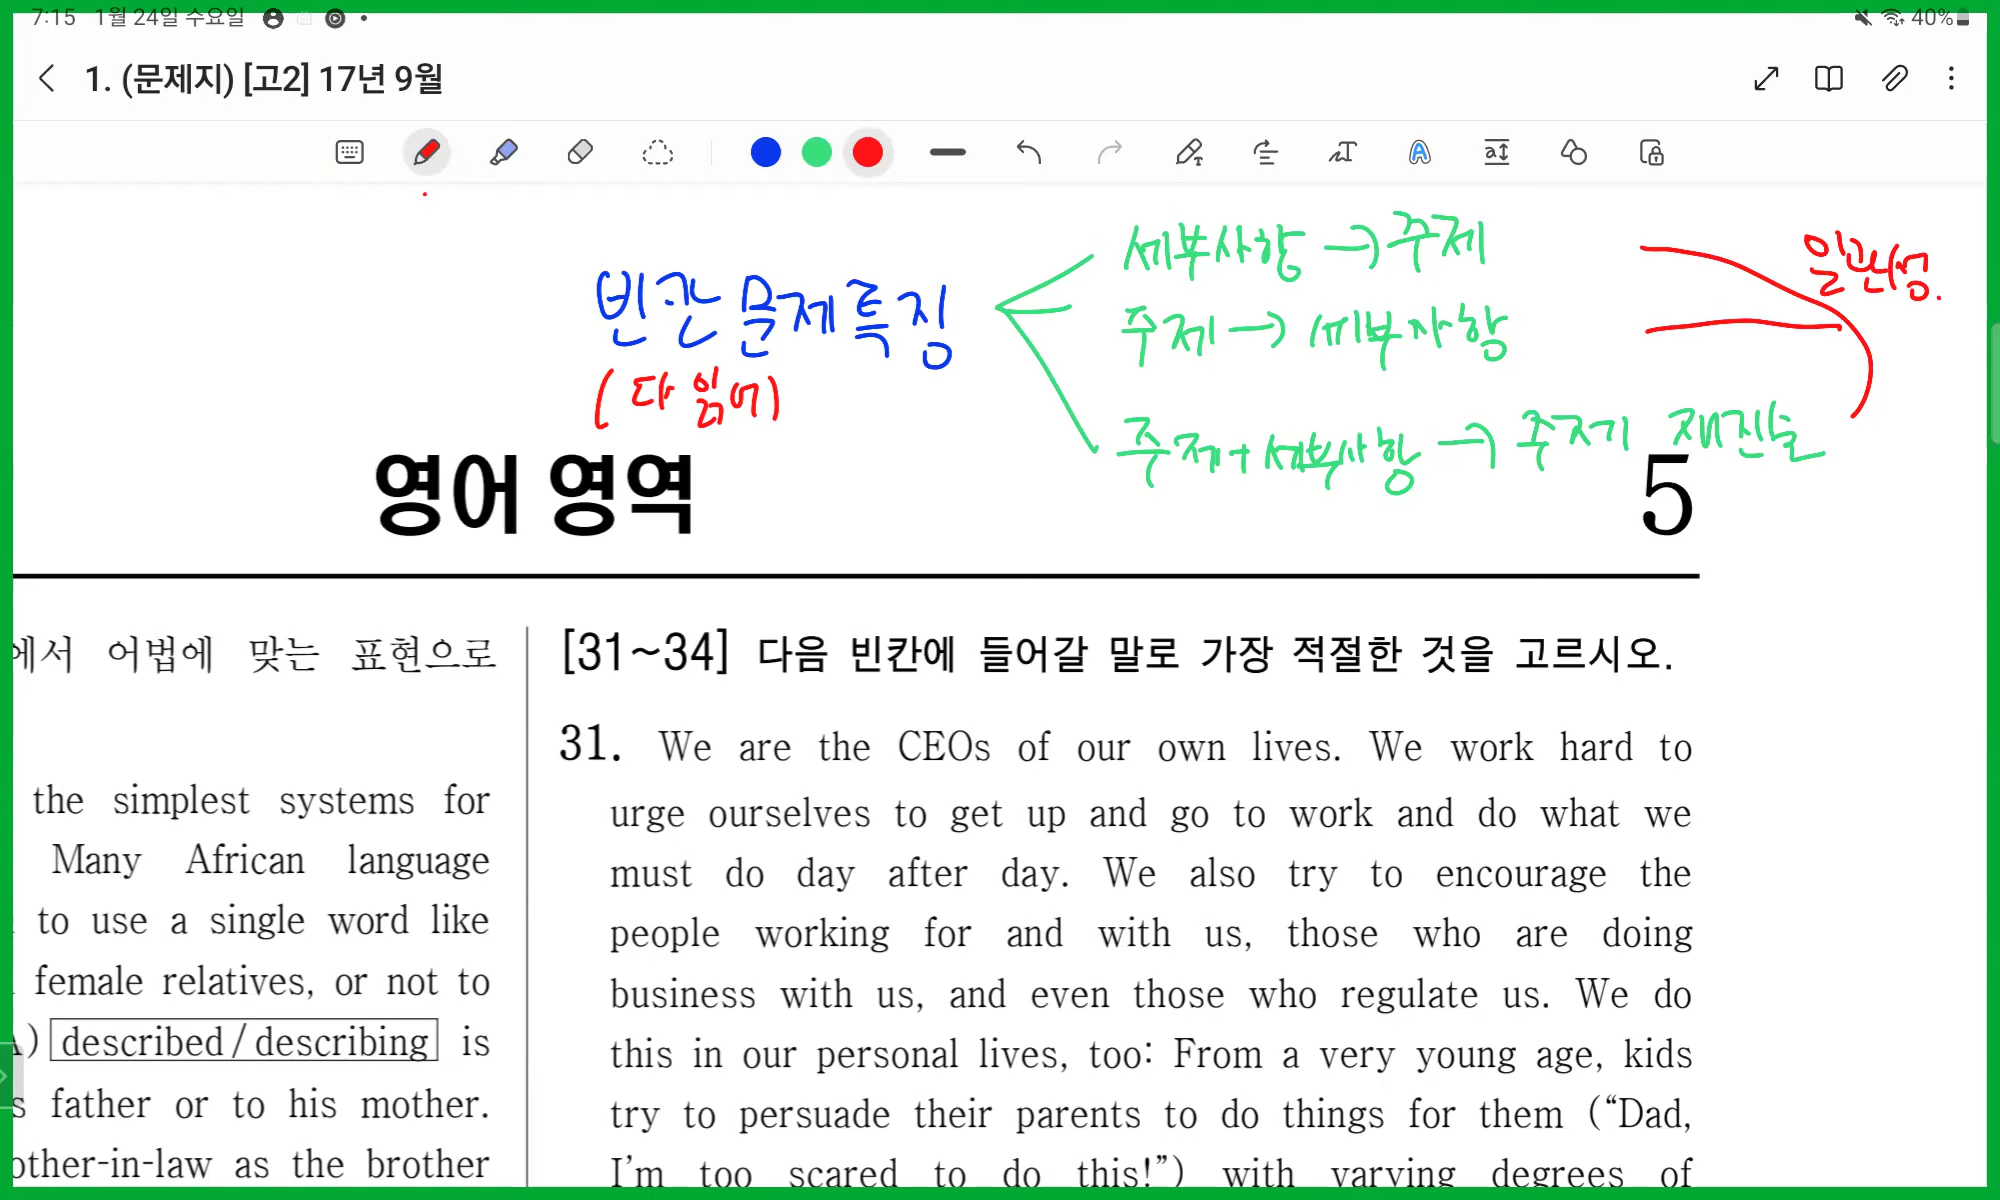 7:15 1월 24일 수요일
40%
1. (문제지) [고2] 17년 9월
세부사항 → 주제
일관성.
빈칸 문제 특징
주제 → 세부사항
(다 읽어)
주제 + 세부사항 → 주제 재진술
영어 영역
5
에서 어법에 맞는 표현으로
the simplest systems for
Many African language
to use a single word like
female relatives, or not to
) described / describing is
s father or to his mother.
other-in-law as the brother
[31~34] 다음 빈칸에 들어갈 말로 가장 적절한 것을 고르시오.
31. We are the CEOs of our own lives. We work hard to
urge ourselves to get up and go to work and do what we
must do day after day. We also try to encourage the
people working for and with us, those who are doing
business with us, and even those who regulate us. We do
this in our personal lives, too: From a very young age, kids
try to persuade their parents to do things for them (“Dad,
I’m too scared to do this!”) with varying degrees of